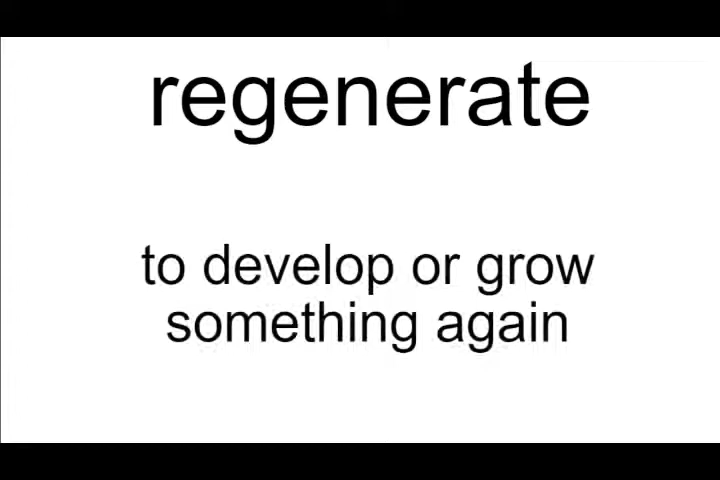 regenerate
to develop or grow
something again